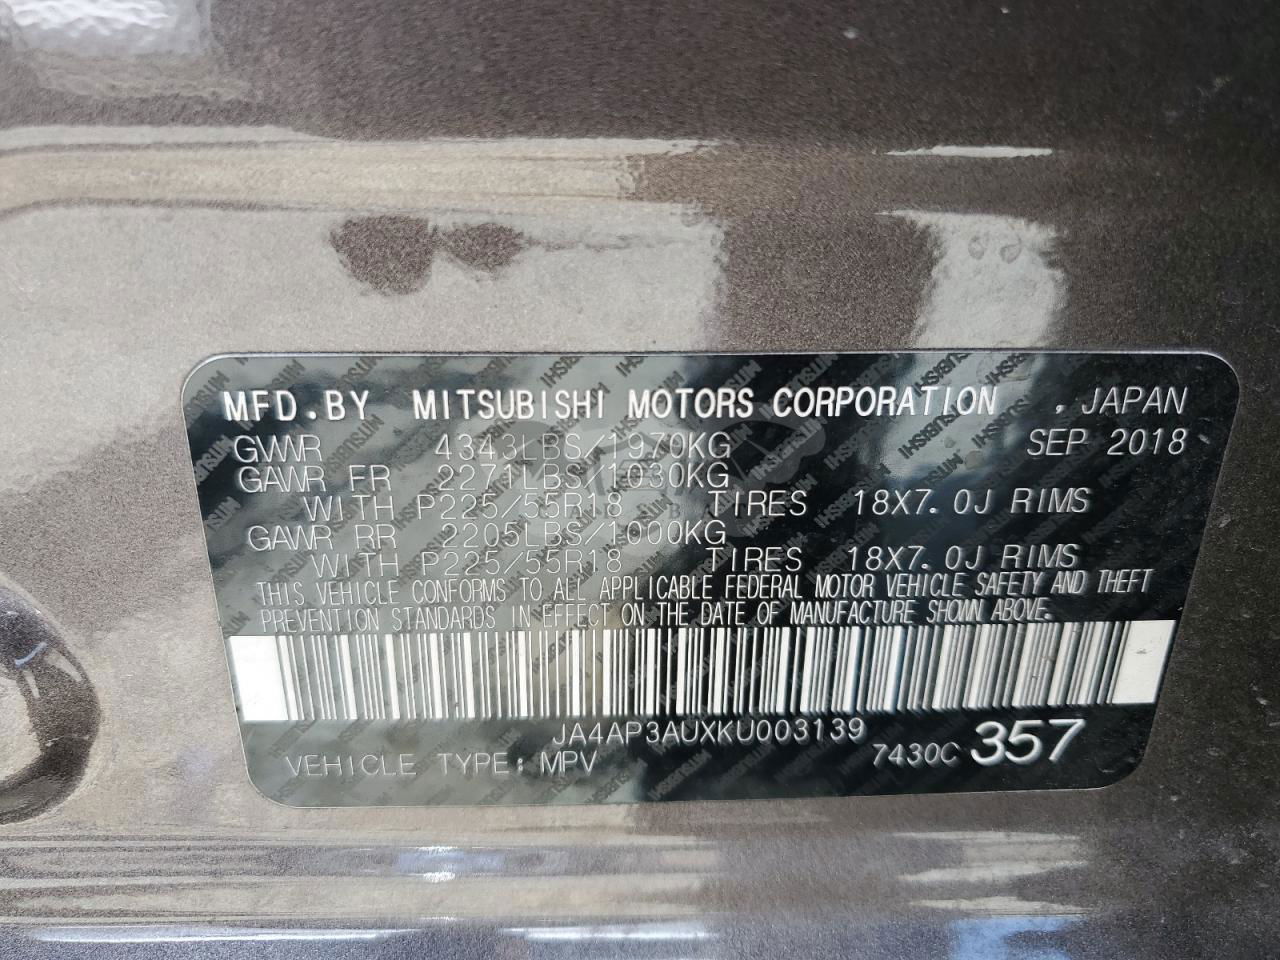 MFD.BY MITSUBISHI MOTORS CORPORATION , JAPAN
GVWR 4343LBS/1970KG SEP 2018
GAWR FR 2271LBS/1030KG
WITH P225/55R18 TIRES 18X7.0J RIMS
GAWR RR 2205LBS/1000KG
WITH P225/55R18 TIRES 18X7.0J RIMS
THIS VEHICLE CONFORMS TO ALL APPLICABLE FEDERAL MOTOR VEHICLE SAFETY AND THEFT
PREVENTION STANDARDS IN EFFECT ON THE DATE OF MANUFACTURE SHOWN ABOVE.
JA4AP3AUXKU003139
VEHICLE TYPE: MPV 7430C 357